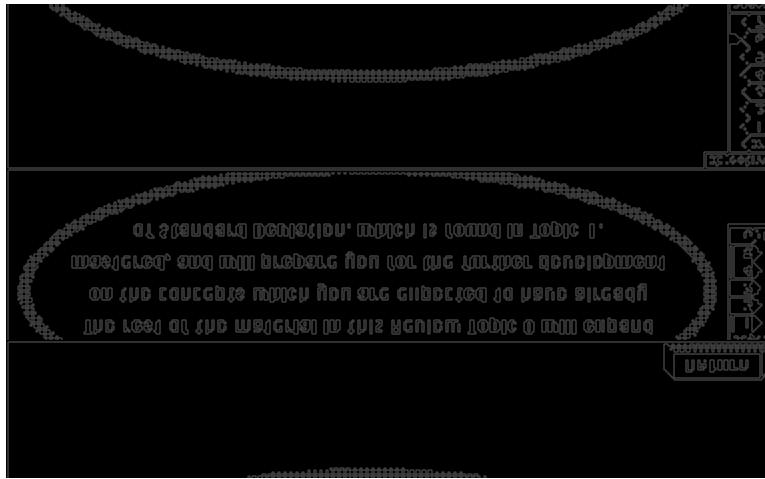 The rest of the material in this Review Topic 0 will expand
on the concepts which you are expected to have already
mastered, and will prepare you for the further development
of Standard Deviation, which is found in Topic 1.
Return